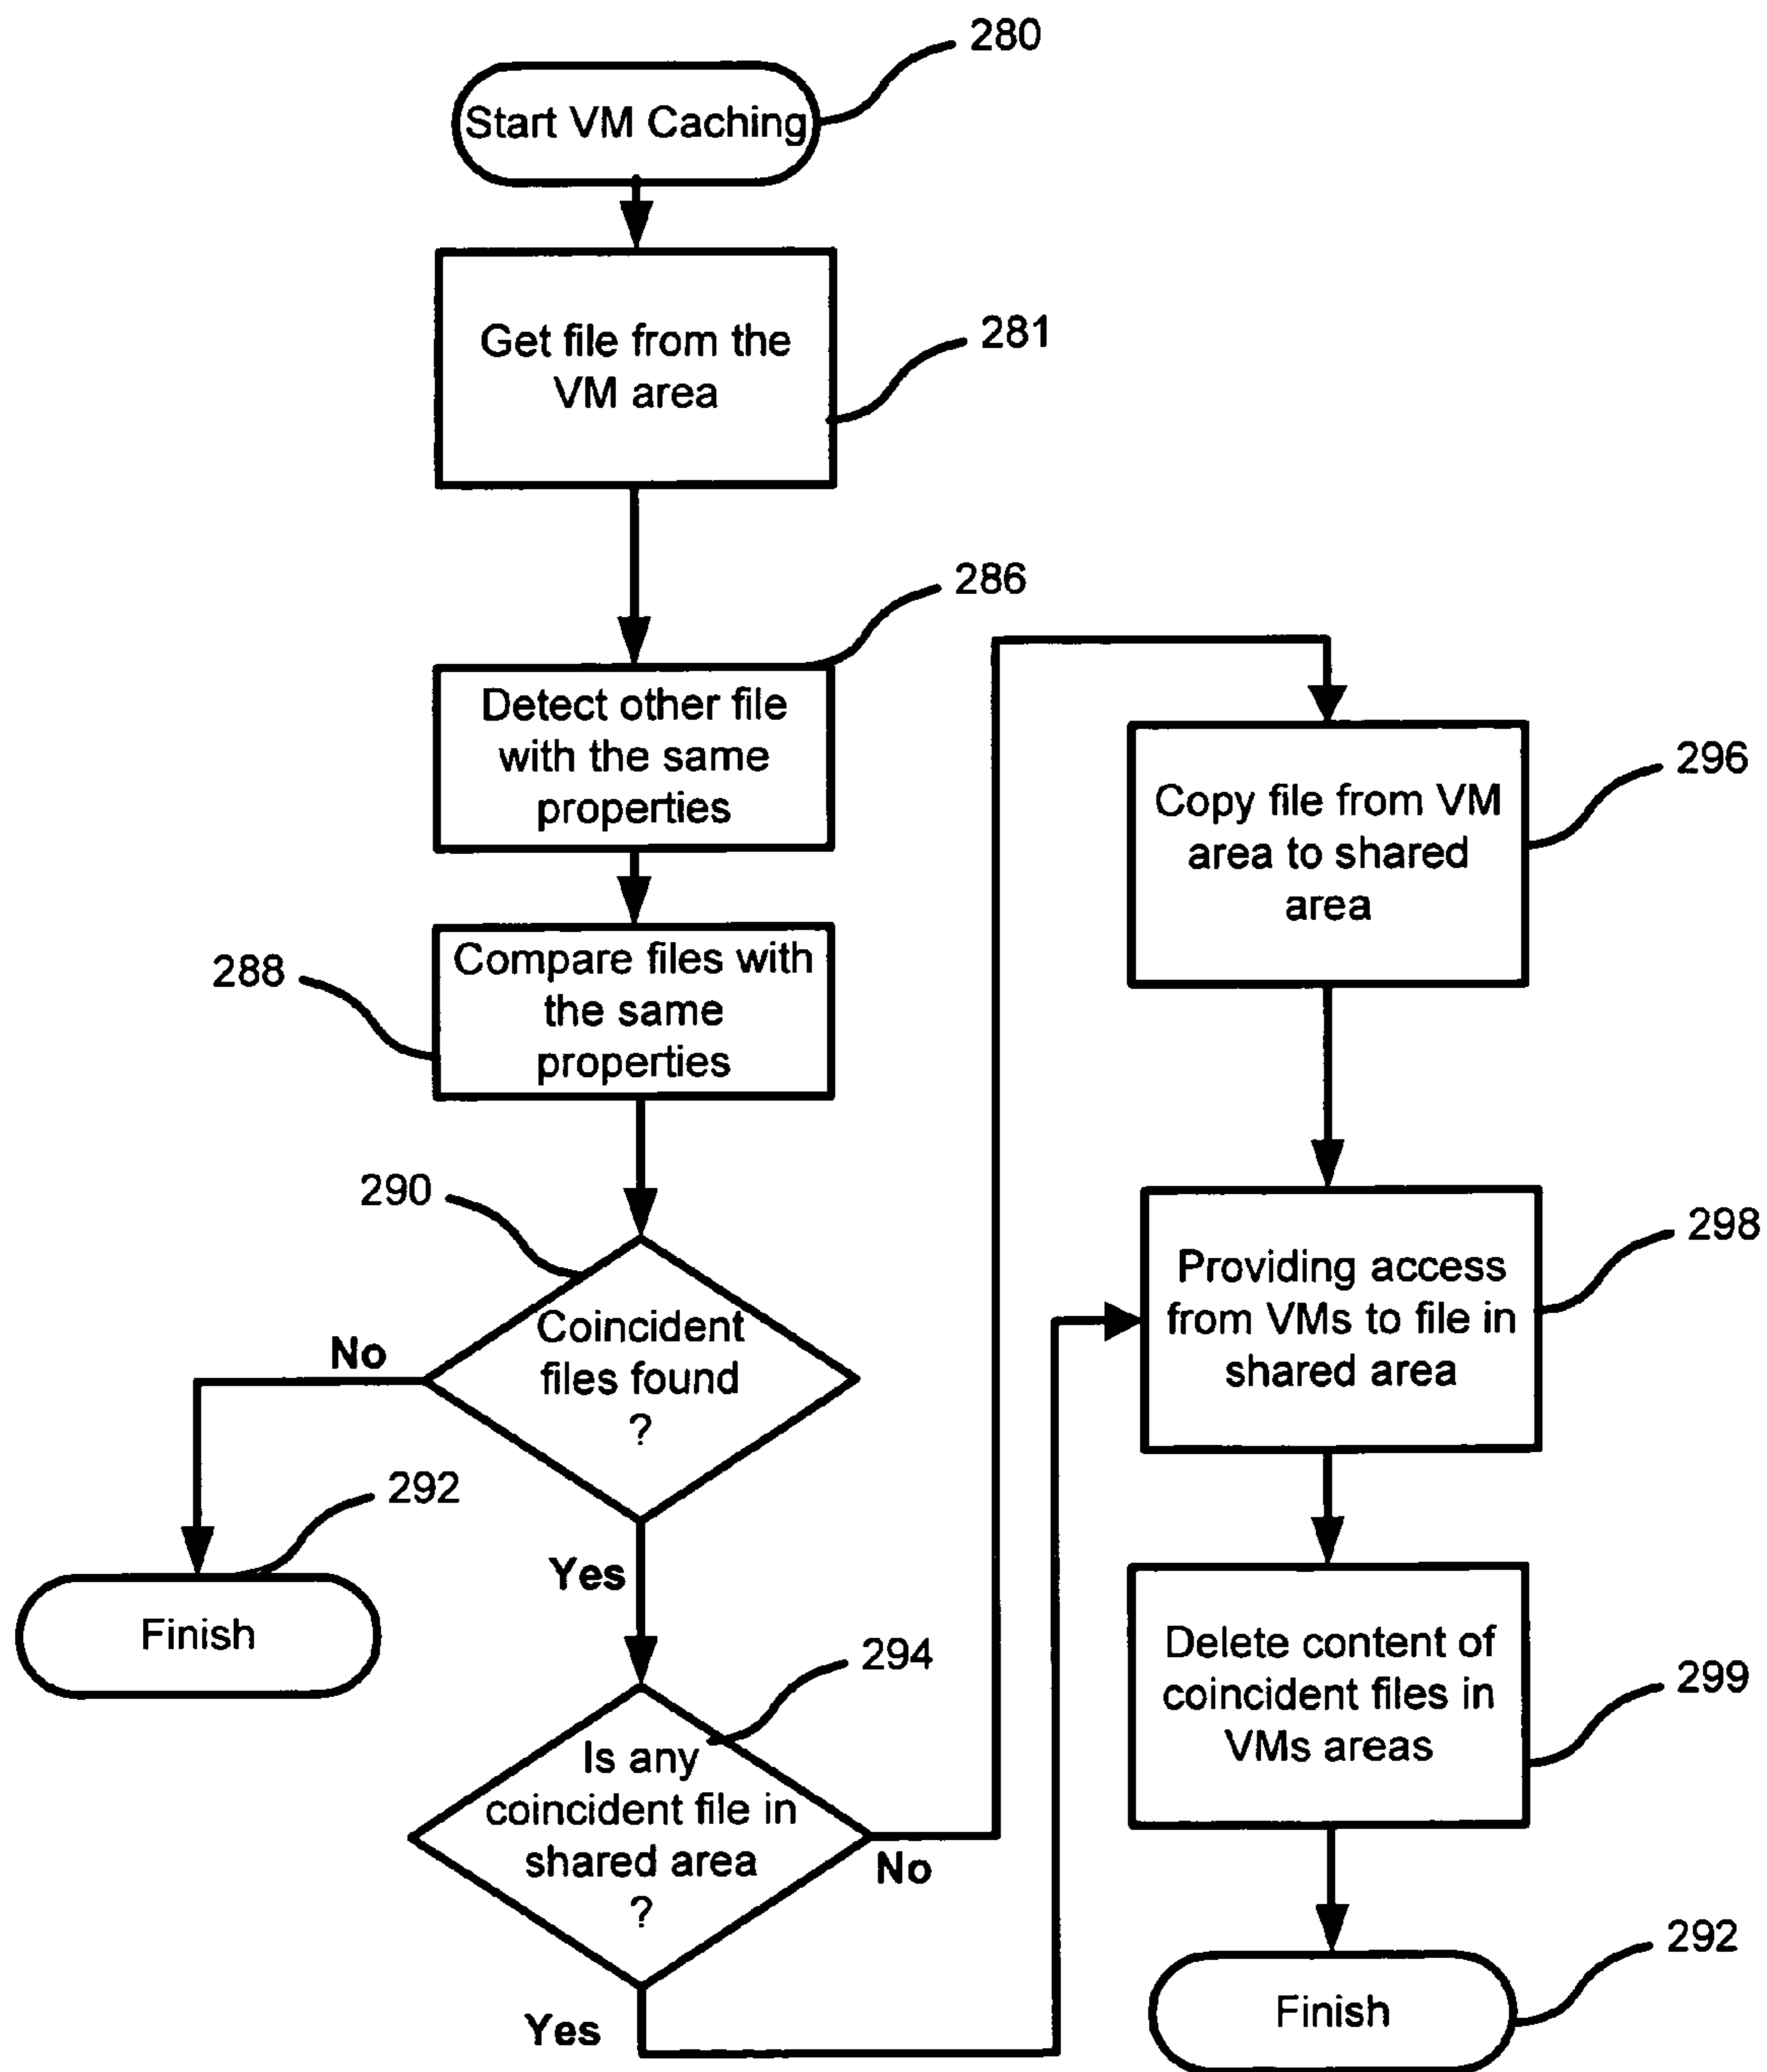 280
Start VM Caching
Get file from the
VM area
281
286
Detect other file
with the same
properties
288
Compare files with
the same
properties
290
Coincident
files found
?
No
292
Finish
Yes
294
Is any
coincident file in
shared area
?
No
Yes
Copy file from VM
area to shared
area
296
Providing access
from VMs to file in
shared area
298
Delete content of
coincident files in
VMs areas
299
292
Finish